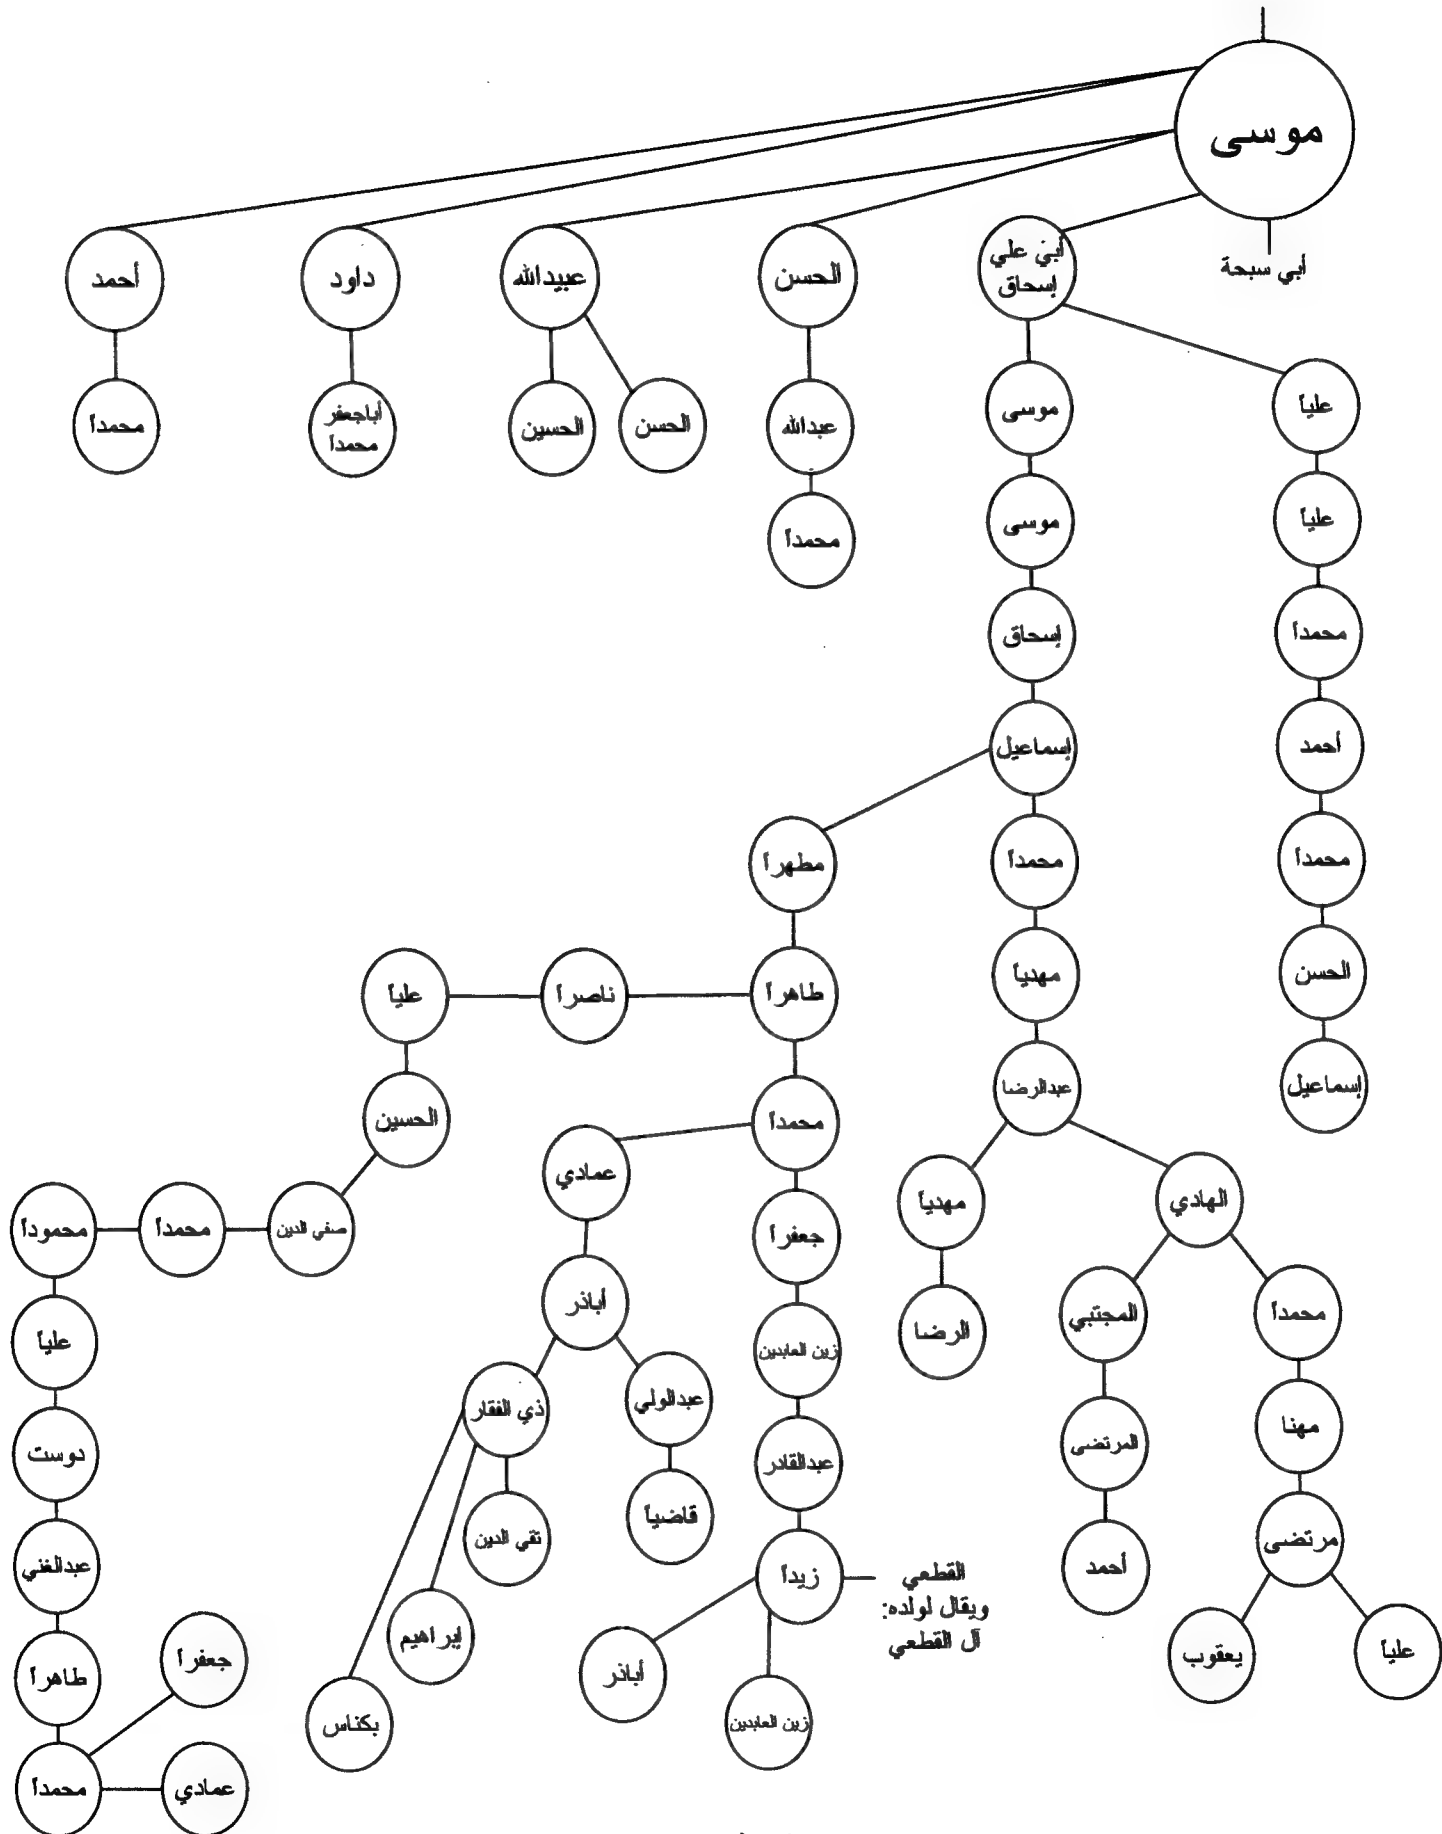 موسى
أبي سبحة
أبي علي
إسحاق
الحسن
عبيدالله
داود
أحمد
علياً
موسى
عبدالله
الحسن
الحسين
أباجعفر
محمداً
محمداً
علياً
موسى
محمداً
محمداً
إسحاق
أحمد
إسماعيل
محمداً
محمداً
مطهراً
الحسن
مهدياً
طاهراً
ناصراً
علياً
إسماعيل
عبدالرضا
محمداً
الحسين
عمادي
الهادي
مهدياً
جعفراً
صفي الدين
محمداً
محموداً
أباذر
محمداً
المجتبي
الرضا
زين العابدين
علياً
عبدالولي
ذي الفقار
مهنا
المرتضى
عبدالقادر
دوست
قاضياً
تقي الدين
مرتضى
أحمد
زيداً
القطعي
ويقال لولده:
آل القطعي
عبدالغني
علياً
يعقوب
أباذر
زين العابدين
إبراهيم
بكتاس
جعفراً
طاهراً
عمادي
محمداً